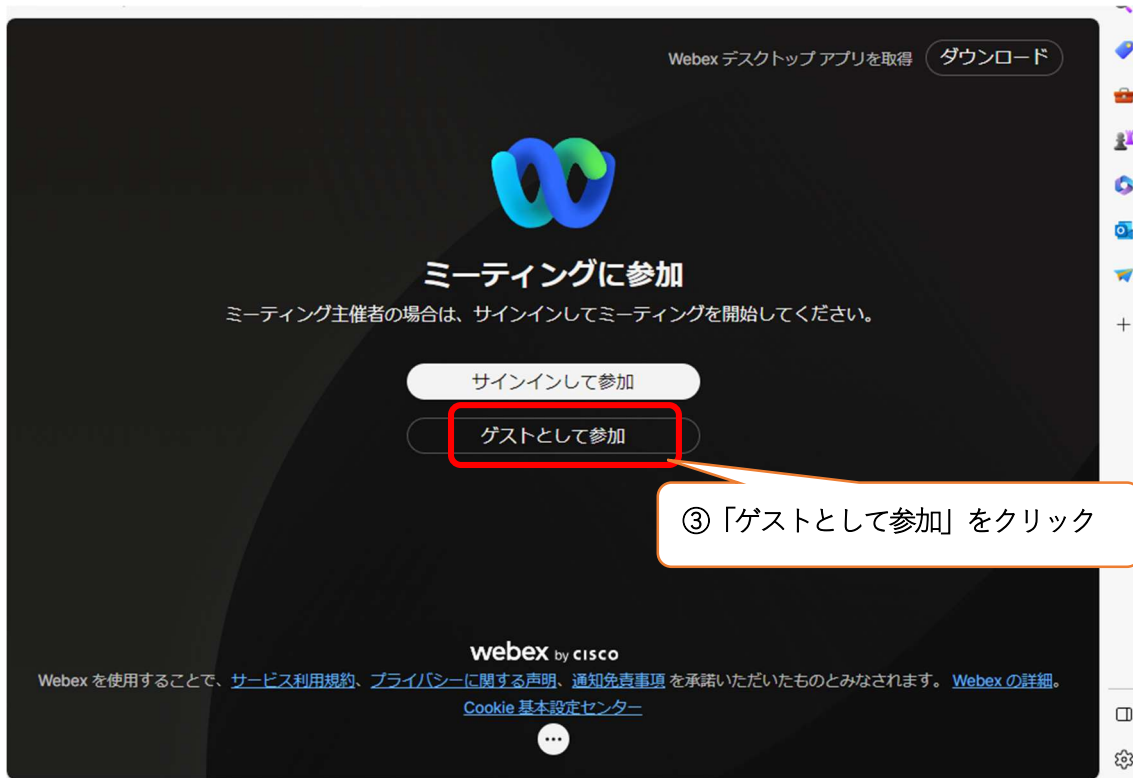 Webex デスクトップ アプリを取得 ダウンロード
ミーティングに参加
ミーティング主催者の場合は、サインインしてミーティングを開始してください。
サインインして参加
ゲストとして参加
③「ゲストとして参加」をクリック
webex by CISCO
Webex を使用することで、サービス利用規約、プライバシーに関する声明、通知免責事項 を承諾いただいたものとみなされます。 Webex の詳細。
Cookie 基本設定センター